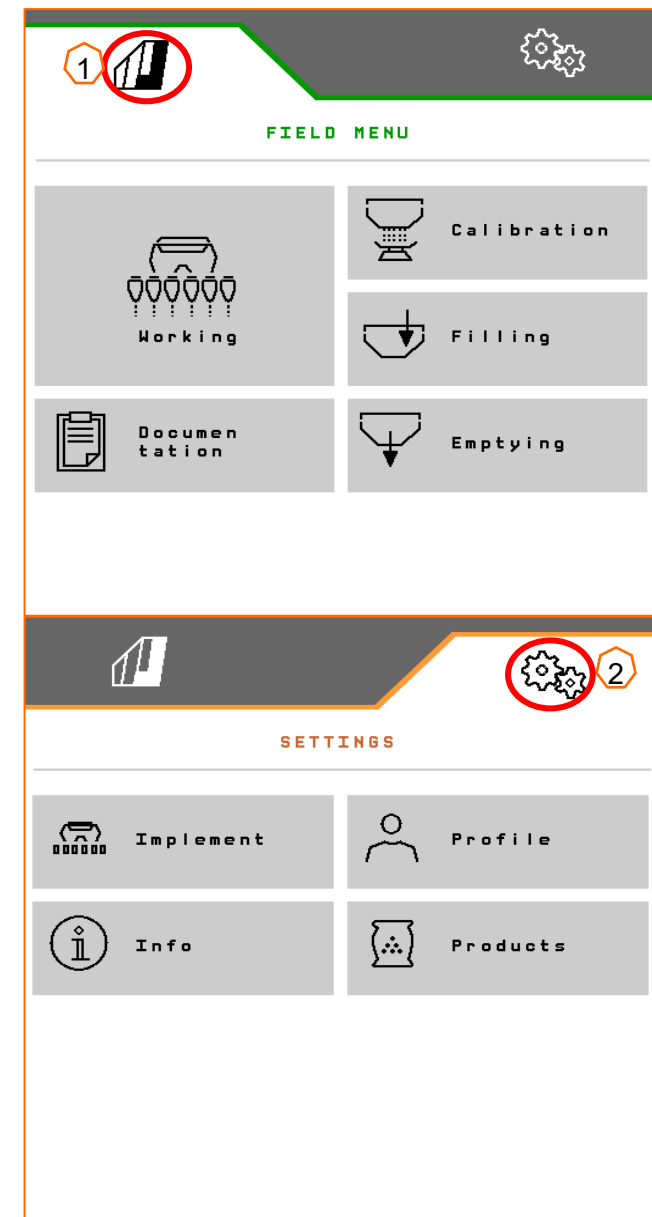 1
FIELD MENU
Calibration
Working
Filling
Documen
tation
Emptying
2
SETTINGS
Implement
Profile
Info
Products